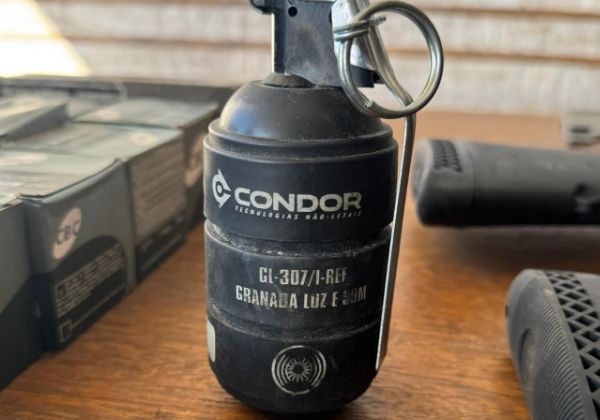 CONDOR
TECNOLOGIAS NÃO-LETAIS
GL-307/I-REF
GRANADA LUZ E SOM
CBC